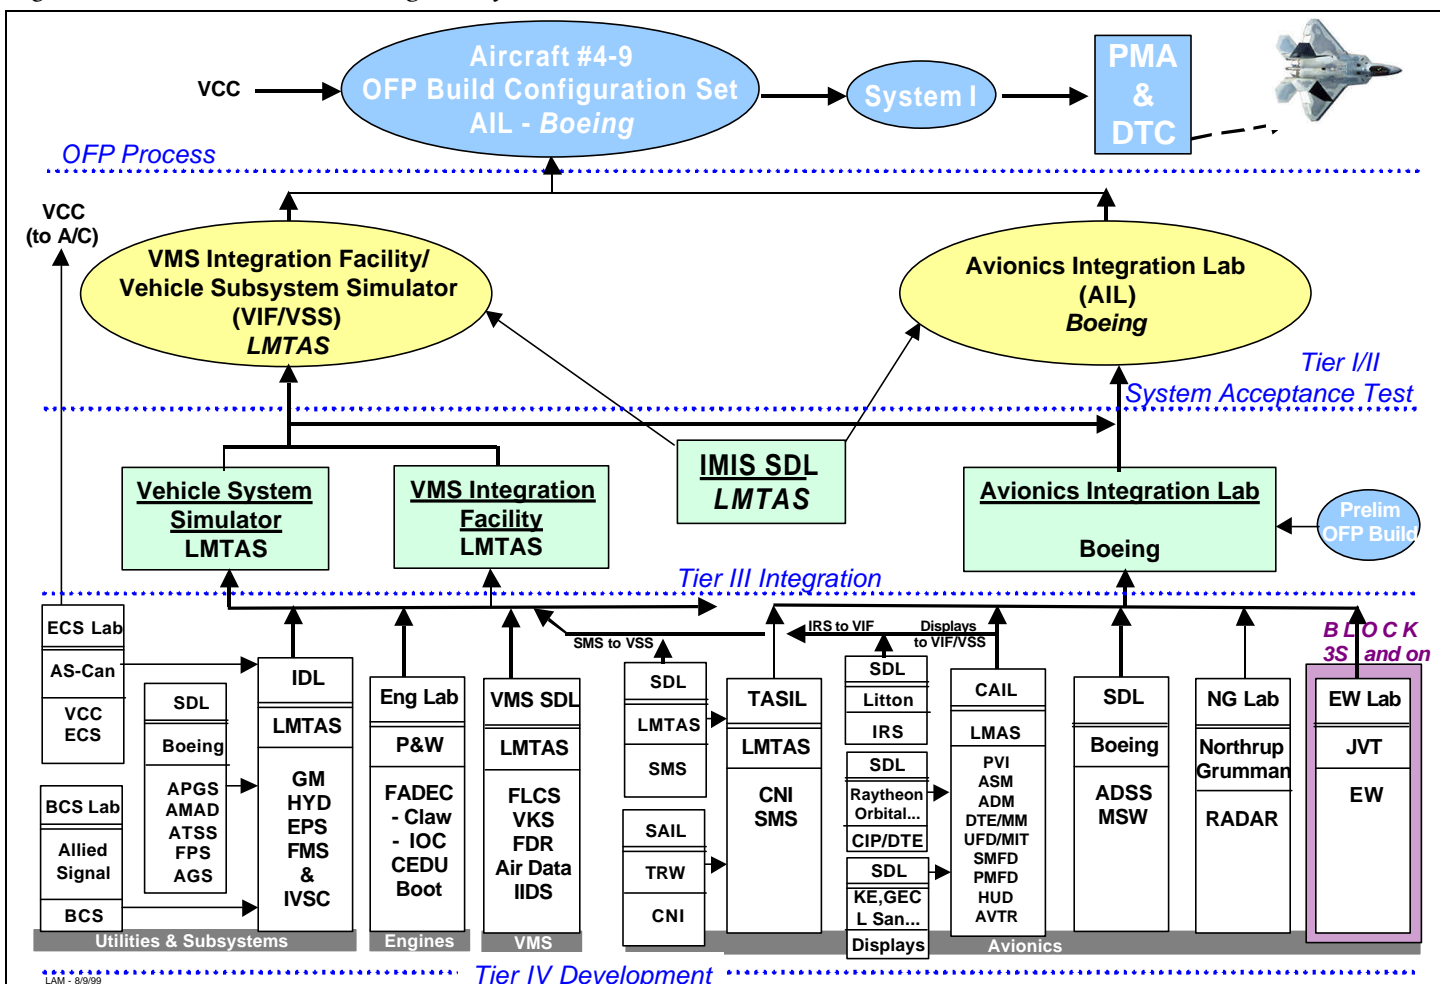 VCC
Aircraft #4-9
OFP Build Configuration Set
AIL - Boeing
System I
PMA
&
DTC
OFP Process
VCC
(to A/C)
VMS Integration Facility/
Vehicle Subsystem Simulator
(VIF/VSS)
LMTAS
Avionics Integration Lab
(AIL)
Boeing
Tier I/II
System Acceptance Test
Vehicle System
Simulator
LMTAS
VMS Integration
Facility
LMTAS
IMIS SDL
LMTAS
Avionics Integration Lab
Boeing
Prelim
OFP Build
Tier III Integration
SMS to VSS
IRS to VIF
Displays
to VIF/VSS
BLOCK
3S and on
ECS Lab
AS-Can
VCC
ECS
BCS Lab
Allied
Signal
BCS
SDL
Boeing
APGS
AMAD
ATSS
FPS
AGS
IDL
LMTAS
GM
HYD
EPS
FMS
&
IVSC
Eng Lab
P&W
FADEC
- Claw
- IOC
CEDU
Boot
VMS SDL
LMTAS
FLCS
VKS
FDR
Air Data
IIDS
SDL
LMTAS
SMS
SAIL
TRW
CNI
TASIL
LMTAS
CNI
SMS
SDL
Litton
IRS
SDL
Raytheon
Orbital...
CIP/DTE
SDL
KE,GEC
L San...
Displays
CAIL
LMAS
PVI
ASM
ADM
DTE/MM
UFD/MIT
SMFD
PMFD
HUD
AVTR
SDL
Boeing
ADSS
MSW
NG Lab
Northrup
Grumman
RADAR
EW Lab
JVT
EW
Utilities & Subsystems
Engines
VMS
Avionics
Tier IV Development
LAM - 8/9/99